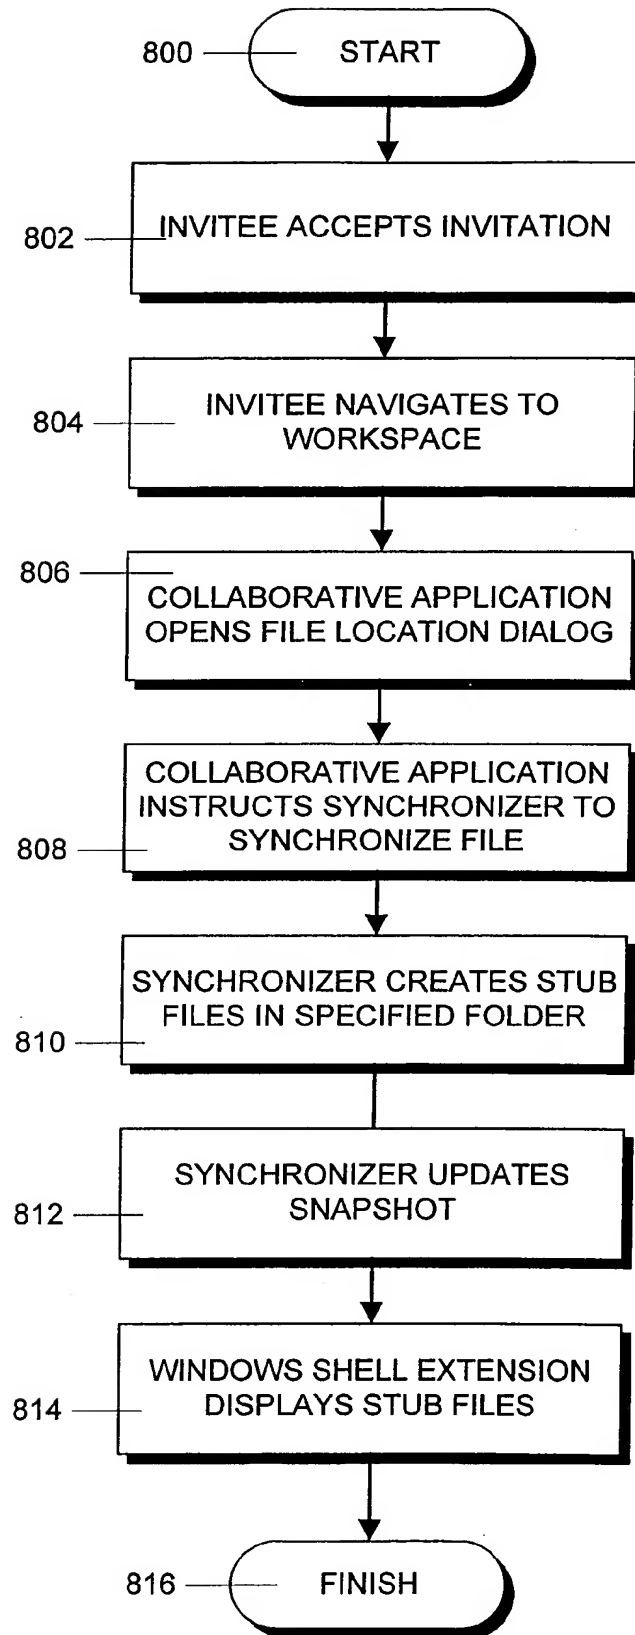 800
START
802
INVITEE ACCEPTS INVITATION
804
INVITEE NAVIGATES TO
WORKSPACE
806
COLLABORATIVE APPLICATION
OPENS FILE LOCATION DIALOG
808
COLLABORATIVE APPLICATION
INSTRUCTS SYNCHRONIZER TO
SYNCHRONIZE FILE
810
SYNCHRONIZER CREATES STUB
FILES IN SPECIFIED FOLDER
812
SYNCHRONIZER UPDATES
SNAPSHOT
814
WINDOWS SHELL EXTENSION
DISPLAYS STUB FILES
816
FINISH